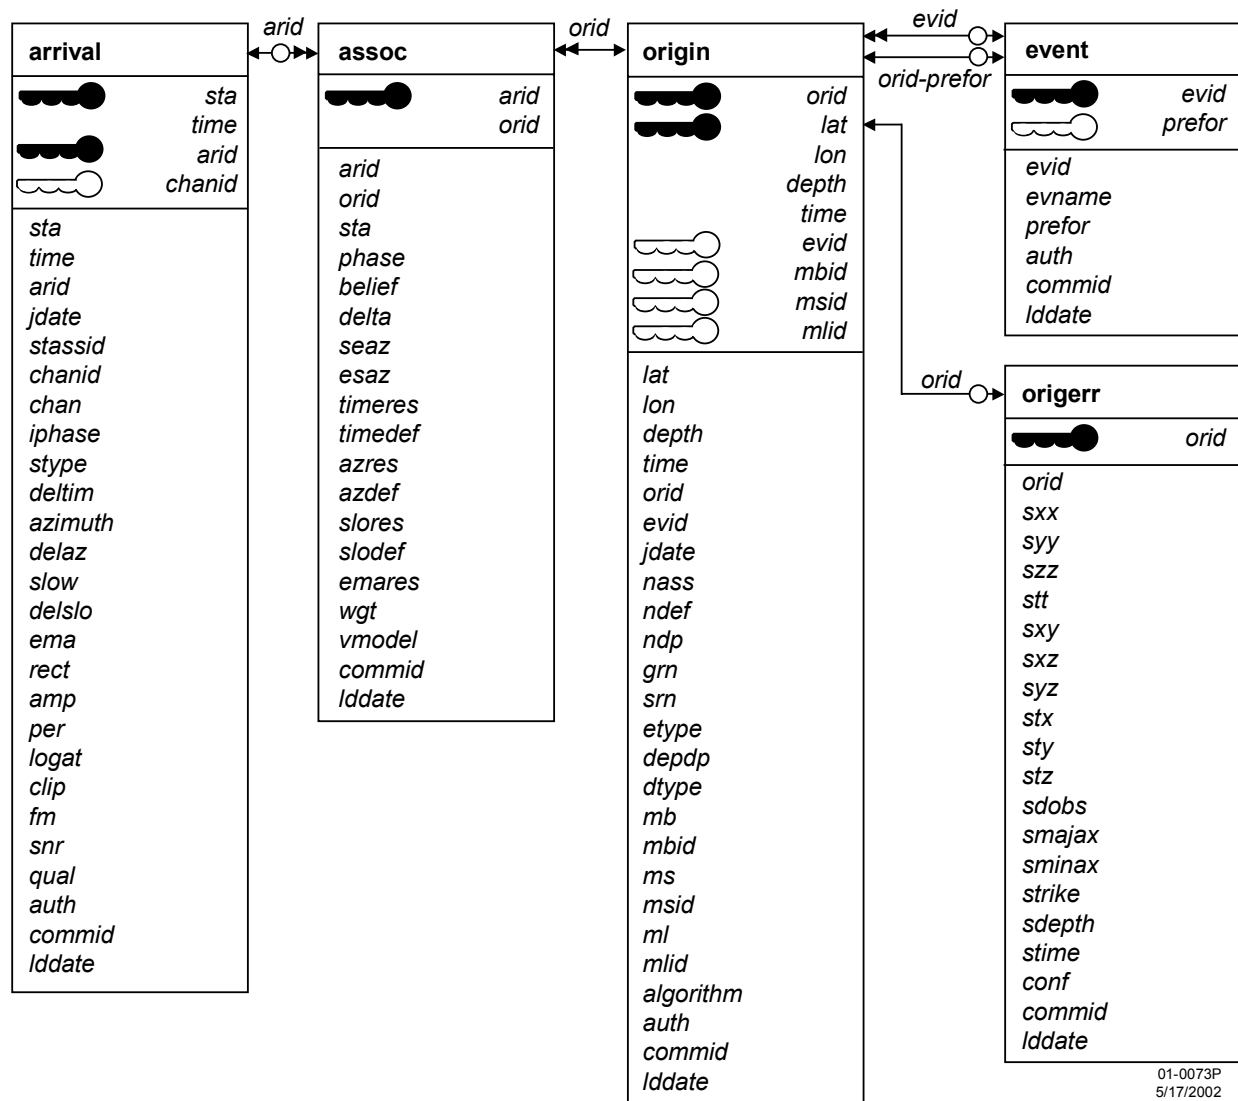 arid
arrival
sta
time
arid
chanid
sta
time
arid
jdate
stassid
chanid
chan
iphase
stype
deltim
azimuth
delaz
slow
delslo
ema
rect
amp
per
logat
clip
fm
snr
qual
auth
commid
lddate
assoc
arid
orid
arid
orid
sta
phase
belief
delta
seaz
esaz
timeres
timedef
azres
azdef
slores
slodef
emares
wgt
vmodel
commid
lddate
orid
origin
orid
lat
lon
depth
time
evid
mbid
msid
mlid
lat
lon
depth
time
orid
evid
jdate
nass
ndef
ndp
grn
srn
etype
depdp
dtype
mb
mbid
ms
msid
ml
mlid
algorithm
auth
commid
lddate
evid
orid-prefor
event
evid
prefor
evid
evname
prefor
auth
commid
lddate
orid
origerr
orid
orid
sxx
syy
szz
stt
sxy
sxz
syz
stx
sty
stz
sdobs
smajax
sminax
strike
sdepth
stime
conf
commid
lddate
01-0073P
5/17/2002